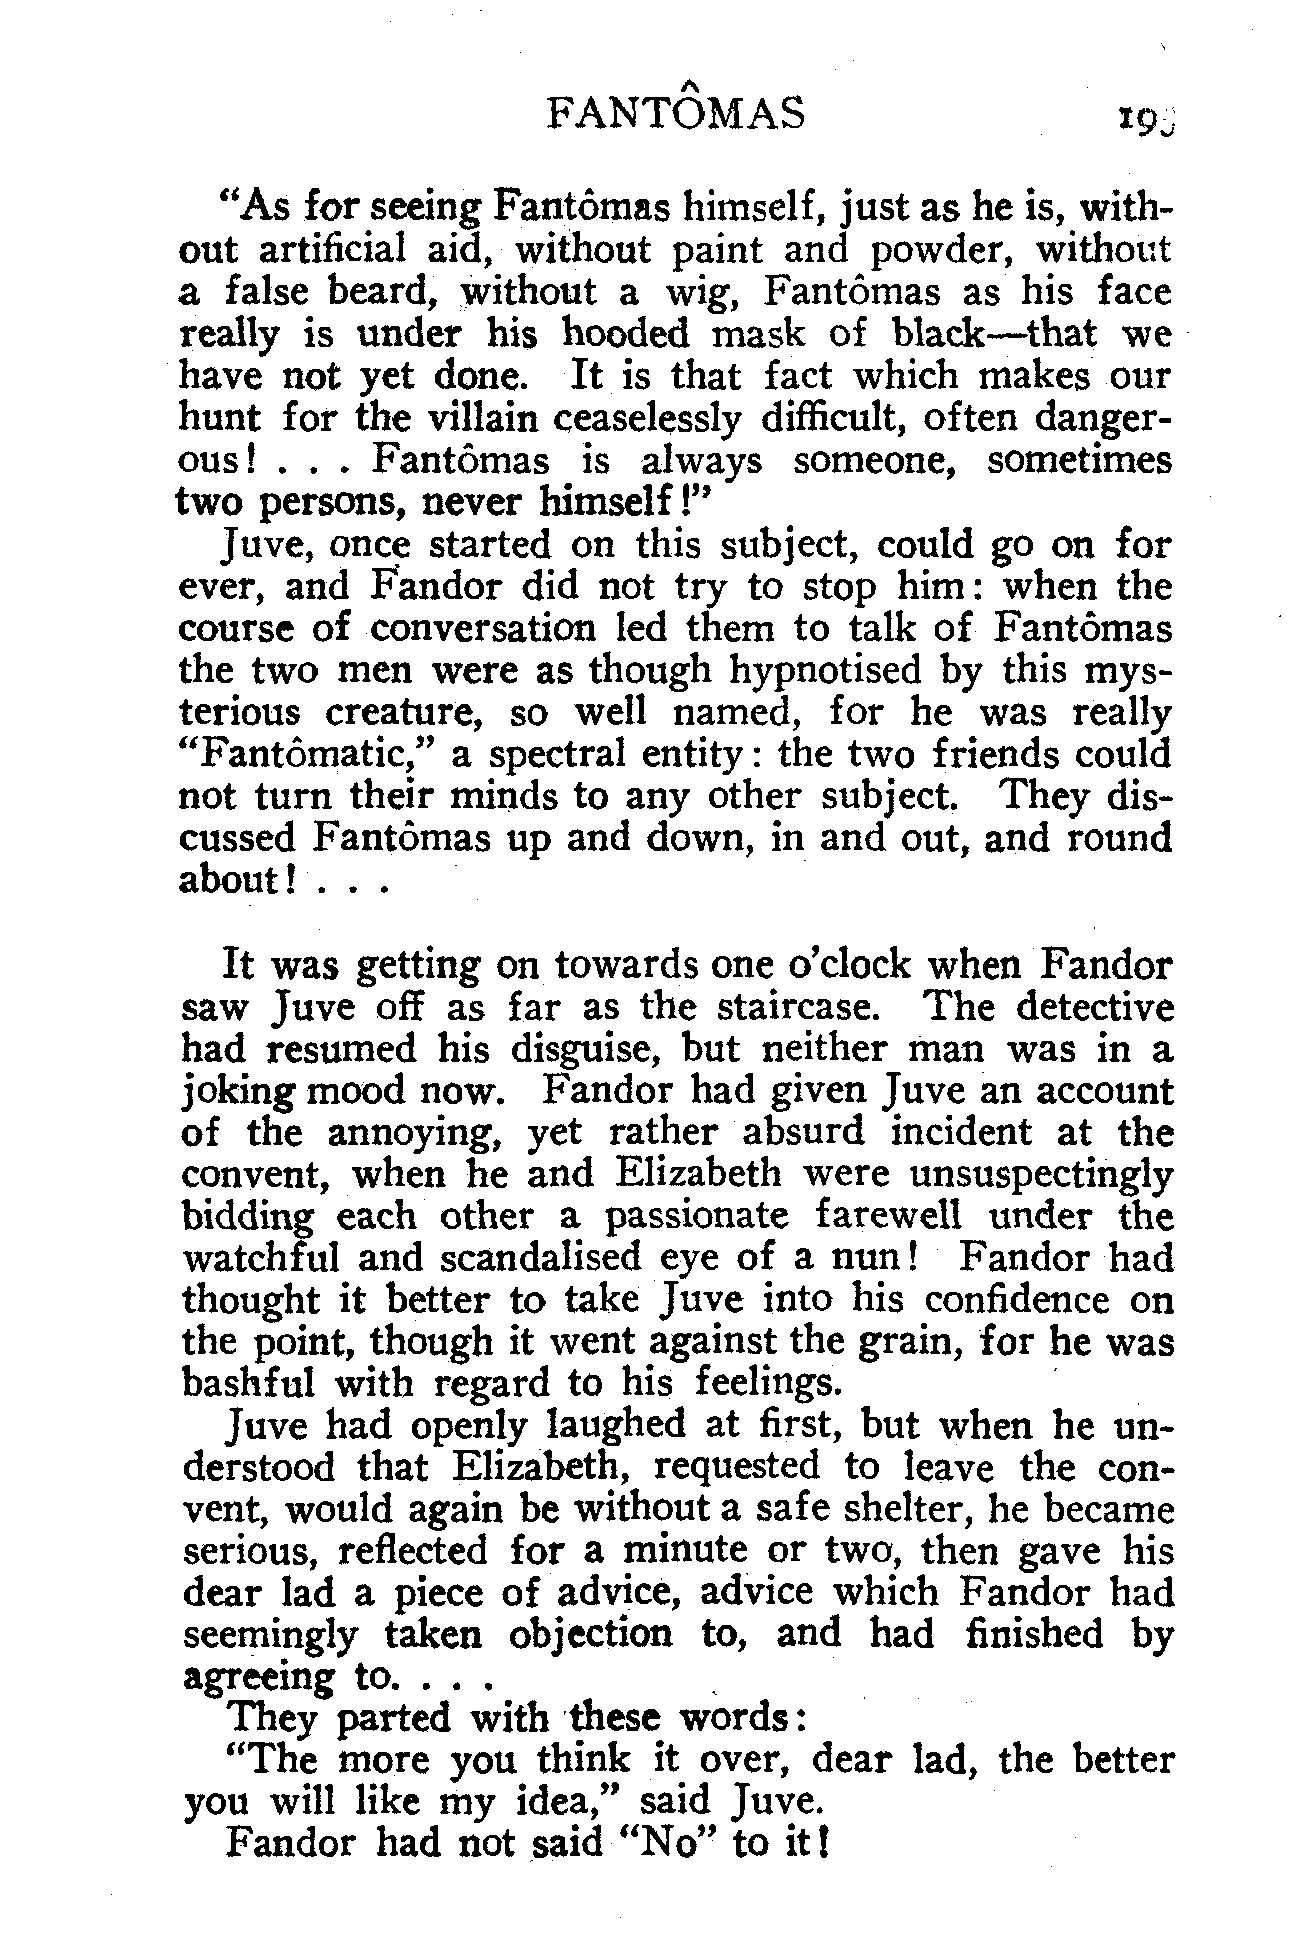 FANTÔMAS
"As for seeing Fantômas himself, just as he is, with-
out artificial aid, without paint and powder, without
a false beard, without a wig, Fantômas as his face
really is under his hooded mask of black—that we
have not yet done. It is that fact which makes our
hunt for the villain ceaselessly difficult, often danger-
ous! . . . Fantômas is always someone, sometimes
two persons, never himself!"
Juve, once started on this subject, could go on for
ever, and Fandor did not try to stop him: when the
course of conversation led them to talk of Fantômas
the two men were as though hypnotised by this mys-
terious creature, so well named, for he was really
"Fantômatic," a spectral entity: the two friends could
not turn their minds to any other subject. They dis-
cussed Fantômas up and down, in and out, and round
about! . . .
It was getting on towards one o'clock when Fandor
saw Juve off as far as the staircase. The detective
had resumed his disguise, but neither man was in a
joking mood now. Fandor had given Juve an account
of the annoying, yet rather absurd incident at the
convent, when he and Elizabeth were unsuspectingly
bidding each other a passionate farewell under the
watchful and scandalised eye of a nun! Fandor had
thought it better to take Juve into his confidence on
the point, though it went against the grain, for he was
bashful with regard to his feelings.
Juve had openly laughed at first, but when he un-
derstood that Elizabeth, requested to leave the con-
vent, would again be without a safe shelter, he became
serious, reflected for a minute or two, then gave his
dear lad a piece of advice, advice which Fandor had
seemingly taken objection to, and had finished by
agreeing to. . . .
They parted with these words:
"The more you think it over, dear lad, the better
you will like my idea," said Juve.
Fandor had not said "No" to it!